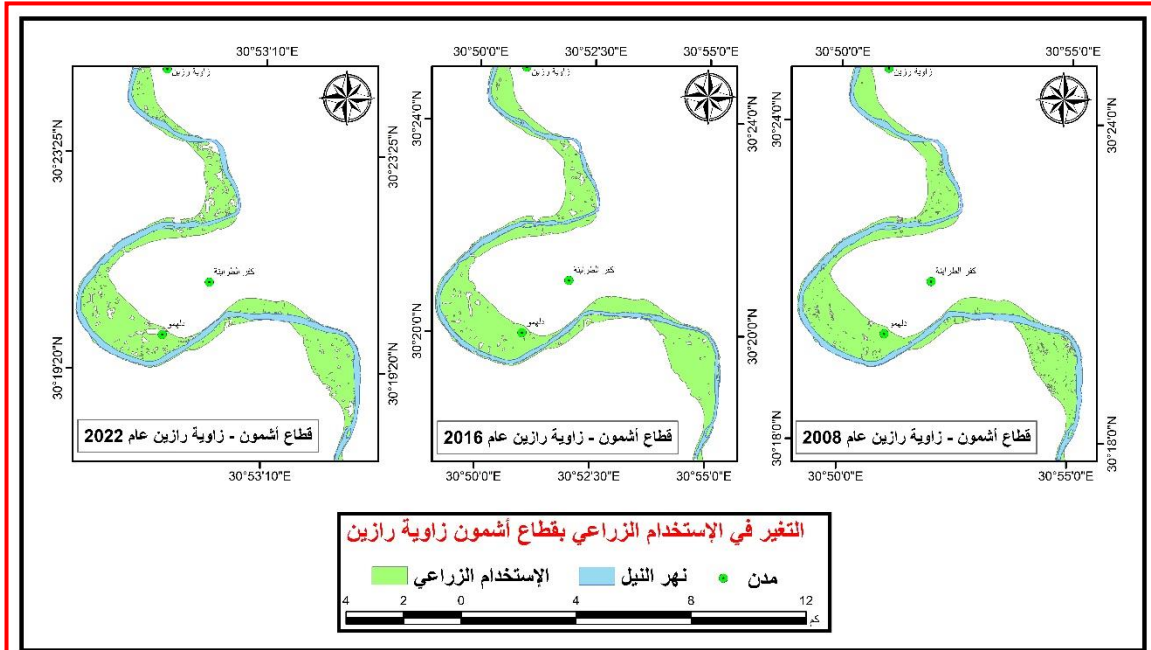 30°53'10"E
30°50'0"E 30°52'30"E 30°55'0"E
30°50'0"E 30°55'0"E
زاوية رزين
زاوية رزين
زاوية رزين
30°23'25"N
30°23'25"N
30°24'0"N
30°24'0"N
30°24'0"N
30°24'0"N
كفر الطراينة
كفر الطراينة
كفر الطراينة
دلهمو
دلهمو
دلهمو
30°19'20"N
30°19'20"N
30°20'0"N
30°20'0"N
30°18'0"N
30°18'0"N
قطاع أشمون - زاوية رازين عام 2022
قطاع أشمون - زاوية رازين عام 2016
قطاع أشمون - زاوية رازين عام 2008
30°53'10"E
30°50'0"E 30°52'30"E 30°55'0"E
30°50'0"E 30°55'0"E
التغير في الإستخدام الزراعي بقطاع أشمون زاوية رازين
مدن نهر النيل الإستخدام الزراعي
4 2 0 4 8 12
كم